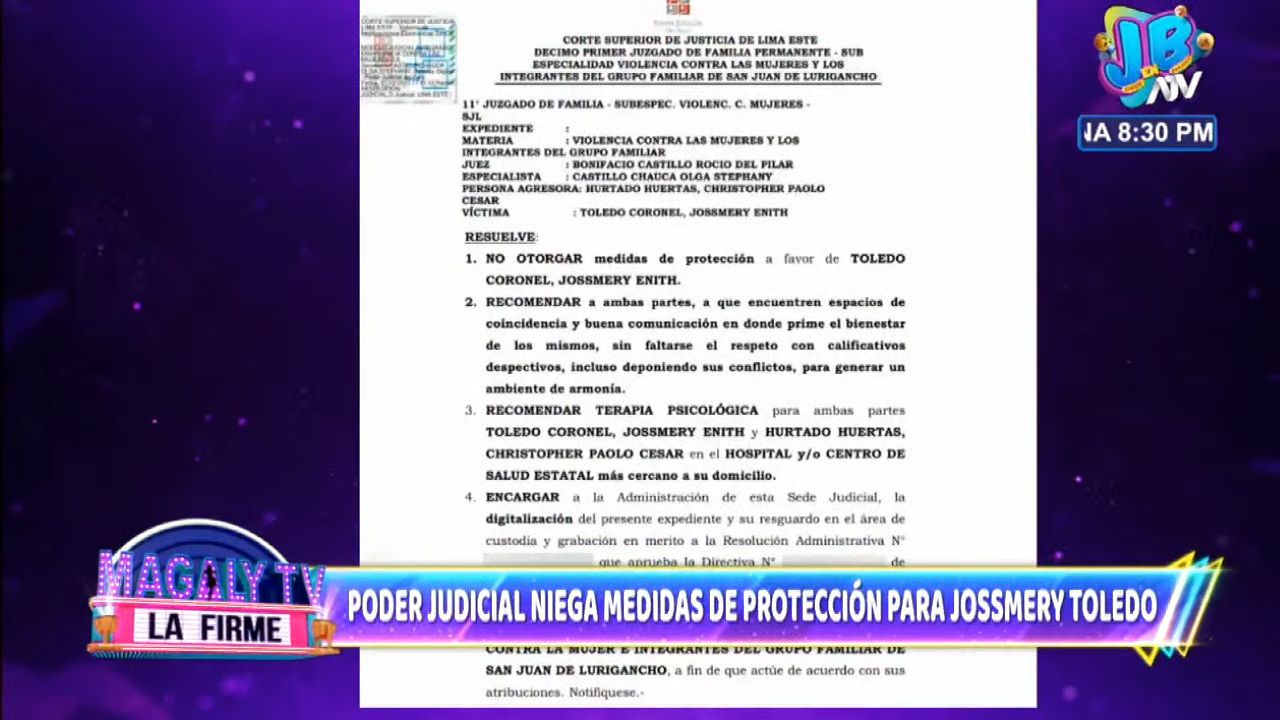 CORTE SUPERIOR DE JUSTICIA DE LIMA ESTE
DECIMO PRIMER JUZGADO DE FAMILIA PERMANENTE - SUB
ESPECIALIDAD VIOLENCIA CONTRA LAS MUJERES Y LOS
INTEGRANTES DEL GRUPO FAMILIAR DE SAN JUAN DE LURIGANCHO
JB
EN
ATV
NA 8:30 PM
11° JUZGADO DE FAMILIA - SUBESPEC. VIOLENC. C. MUJERES -
SJL
EXPEDIENTE :
MATERIA : VIOLENCIA CONTRA LAS MUJERES Y LOS
INTEGRANTES DEL GRUPO FAMILIAR
JUEZ : BONIFACIO CASTILLO ROCIO DEL PILAR
ESPECIALISTA : CASTILLO CHAUCA OLGA STEPHANY
PERSONA AGRESORA: HURTADO HUERTAS, CHRISTOPHER PAOLO
CESAR
VÍCTIMA : TOLEDO CORONEL, JOSSMERY ENITH
RESUELVE:
1. NO OTORGAR medidas de protección a favor de TOLEDO
CORONEL, JOSSMERY ENITH.
2. RECOMENDAR a ambas partes, a que encuentren espacios de
coincidencia y buena comunicación en donde prime el bienestar
de los mismos, sin faltarse el respeto con calificativos
despectivos, incluso deponiendo sus conflictos, para generar un
ambiente de armonía.
3. RECOMENDAR TERAPIA PSICOLÓGICA para ambas partes
TOLEDO CORONEL, JOSSMERY ENITH y HURTADO HUERTAS,
CHRISTOPHER PAOLO CESAR en el HOSPITAL y/o CENTRO DE
SALUD ESTATAL más cercano a su domicilio.
4. ENCARGAR a la Administración de esta Sede Judicial, la
digitalización del presente expediente y su resguardo en el área de
custodia y grabación en merito a la Resolución Administrativa N°
que aprueba la Directiva N° de
MAGALY TV
LA FIRME
PODER JUDICIAL NIEGA MEDIDAS DE PROTECCIÓN PARA JOSSMERY TOLEDO
CONTRA LA MUJER E INTEGRANTES DEL GRUPO FAMILIAR DE
SAN JUAN DE LURIGANCHO, a fin de que actúe de acuerdo con sus
atribuciones. Notifíquese.-